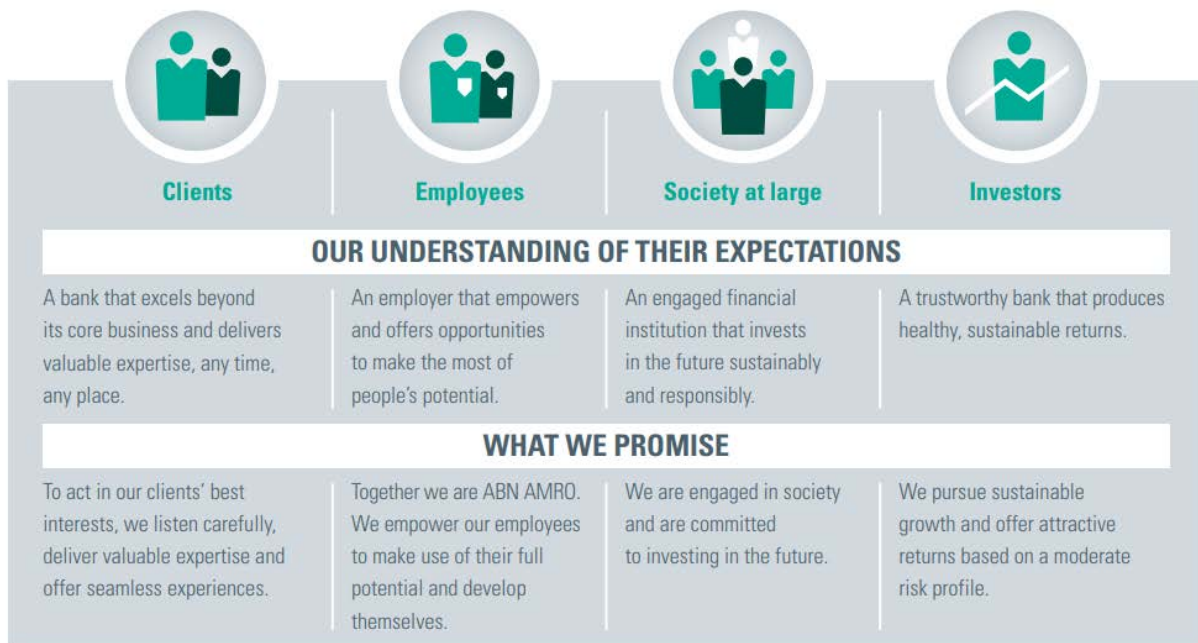 Clients
Employees
Society at large
Investors
OUR UNDERSTANDING OF THEIR EXPECTATIONS
A bank that excels beyond
its core business and delivers
valuable expertise, any time,
any place.
An employer that empowers
and offers opportunities
to make the most of
people’s potential.
An engaged financial
institution that invests
in the future sustainably
and responsibly.
A trustworthy bank that produces
healthy, sustainable returns.
WHAT WE PROMISE
To act in our clients’ best
interests, we listen carefully,
deliver valuable expertise and
offer seamless experiences.
Together we are ABN AMRO.
We empower our employees
to make use of their full
potential and develop
themselves.
We are engaged in society
and are committed
to investing in the future.
We pursue sustainable
growth and offer attractive
returns based on a moderate
risk profile.